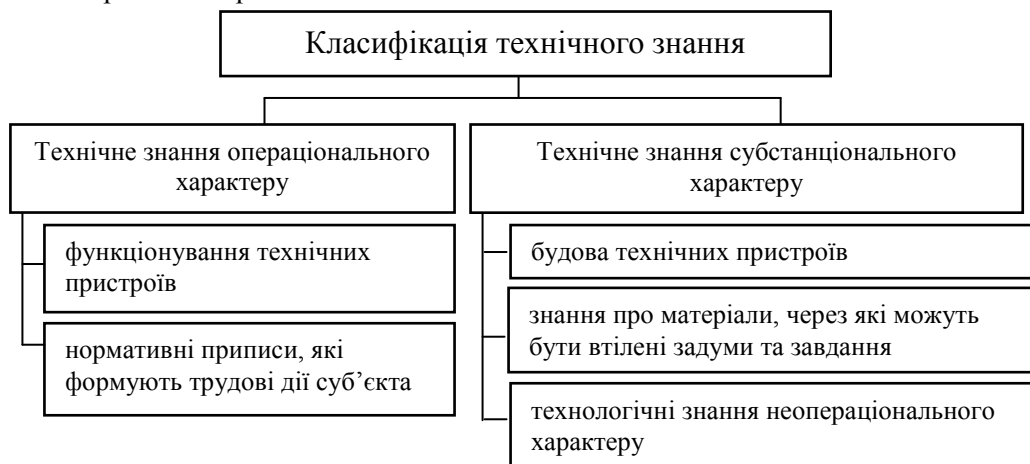 Класифікація технічного знання
Технічне знання операціонального
характеру
функціонування технічних
пристроїв
нормативні приписи, які
формують трудові дії суб’єкта
Технічне знання субстанціонального
характеру
будова технічних пристроїв
знання про матеріали, через які можуть
бути втілені задуми та завдання
технологічні знання неопераціонального
характеру